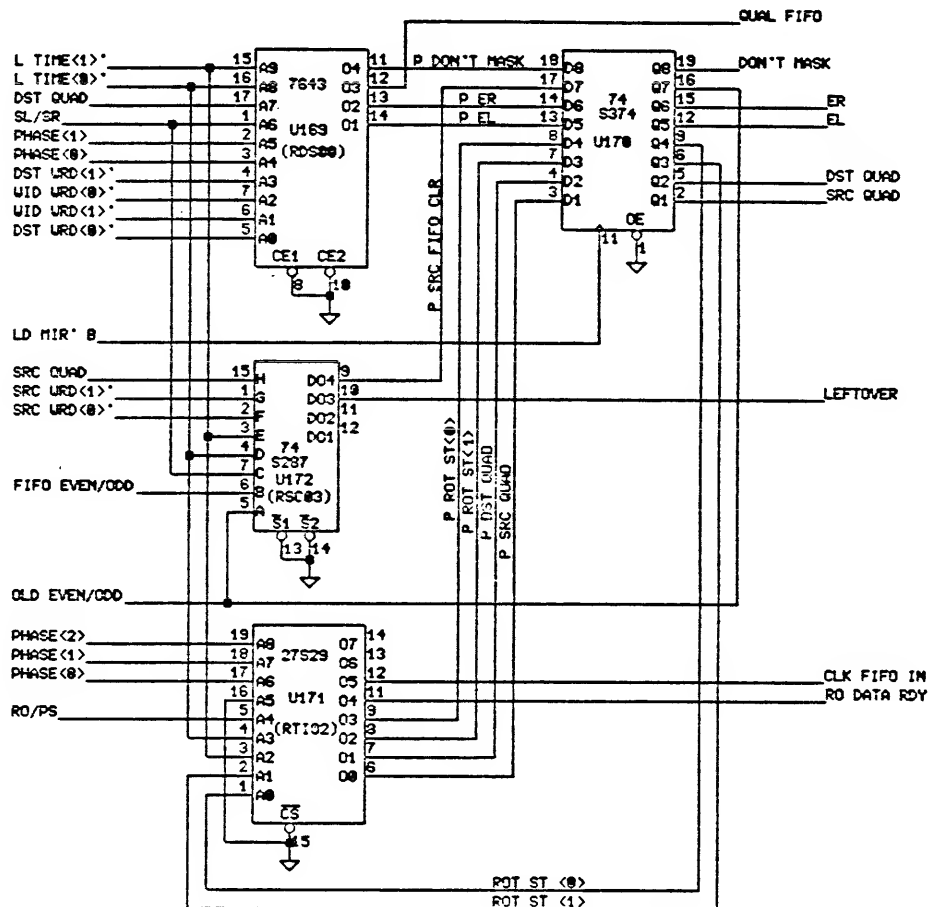 QUAL FIFO
L TIME<1>'
L TIME<0>'
DST QUAD
SL/SR
PHASE<1>
PHASE<0>
DST WRD<1>'
WID WRD<0>'
WID WRD<1>'
DST WRD<0>'
15 A9
16 A8
17 A7
1 A6
2 A5
3 A4
4 A3
7 A2
6 A1
5 A0
7643
U169
(RDS00)
O4 11
O3 12
O2 13
O1 14
CE1 CE2
8 10
P DON'T MASK
P ER
P EL
P SRC FIFO CLR
18 D8
17 D7
14 D6
13 D5
8 D4
7 D3
4 D2
3 D1
74
S374
U170
OE
11
1
Q8 19
Q7 16
Q6 15
Q5 12
Q4 9
Q3 6
Q2 5
Q1 2
DON'T MASK
ER
EL
DST QUAD
SRC QUAD
LD MIR' B
SRC QUAD
SRC WRD<1>'
SRC WRD<0>'
FIFO EVEN/ODD
OLD EVEN/ODD
15 H
1 G
2 F
3 E
4 D
7 C
6 B
5 A
74
S287
U172
(RSC03)
DO4 9
DO3 10
DO2 11
DO1 12
S1 S2
13 14
LEFTOVER
P ROT ST<0>
P ROT ST<1>
P DST QUAD
P SRC QUAD
PHASE<2>
PHASE<1>
PHASE<0>
RO/PS
19 A8
18 A7
17 A6
16 A5
5 A4
4 A3
3 A2
2 A1
1 A0
27S29
U171
(RTI02)
O7 14
O6 13
O5 12
O4 11
O3 9
O2 8
O1 7
O0 6
CS
15
CLK FIFO IN
RO DATA RDY
ROT ST <0>
ROT ST <1>